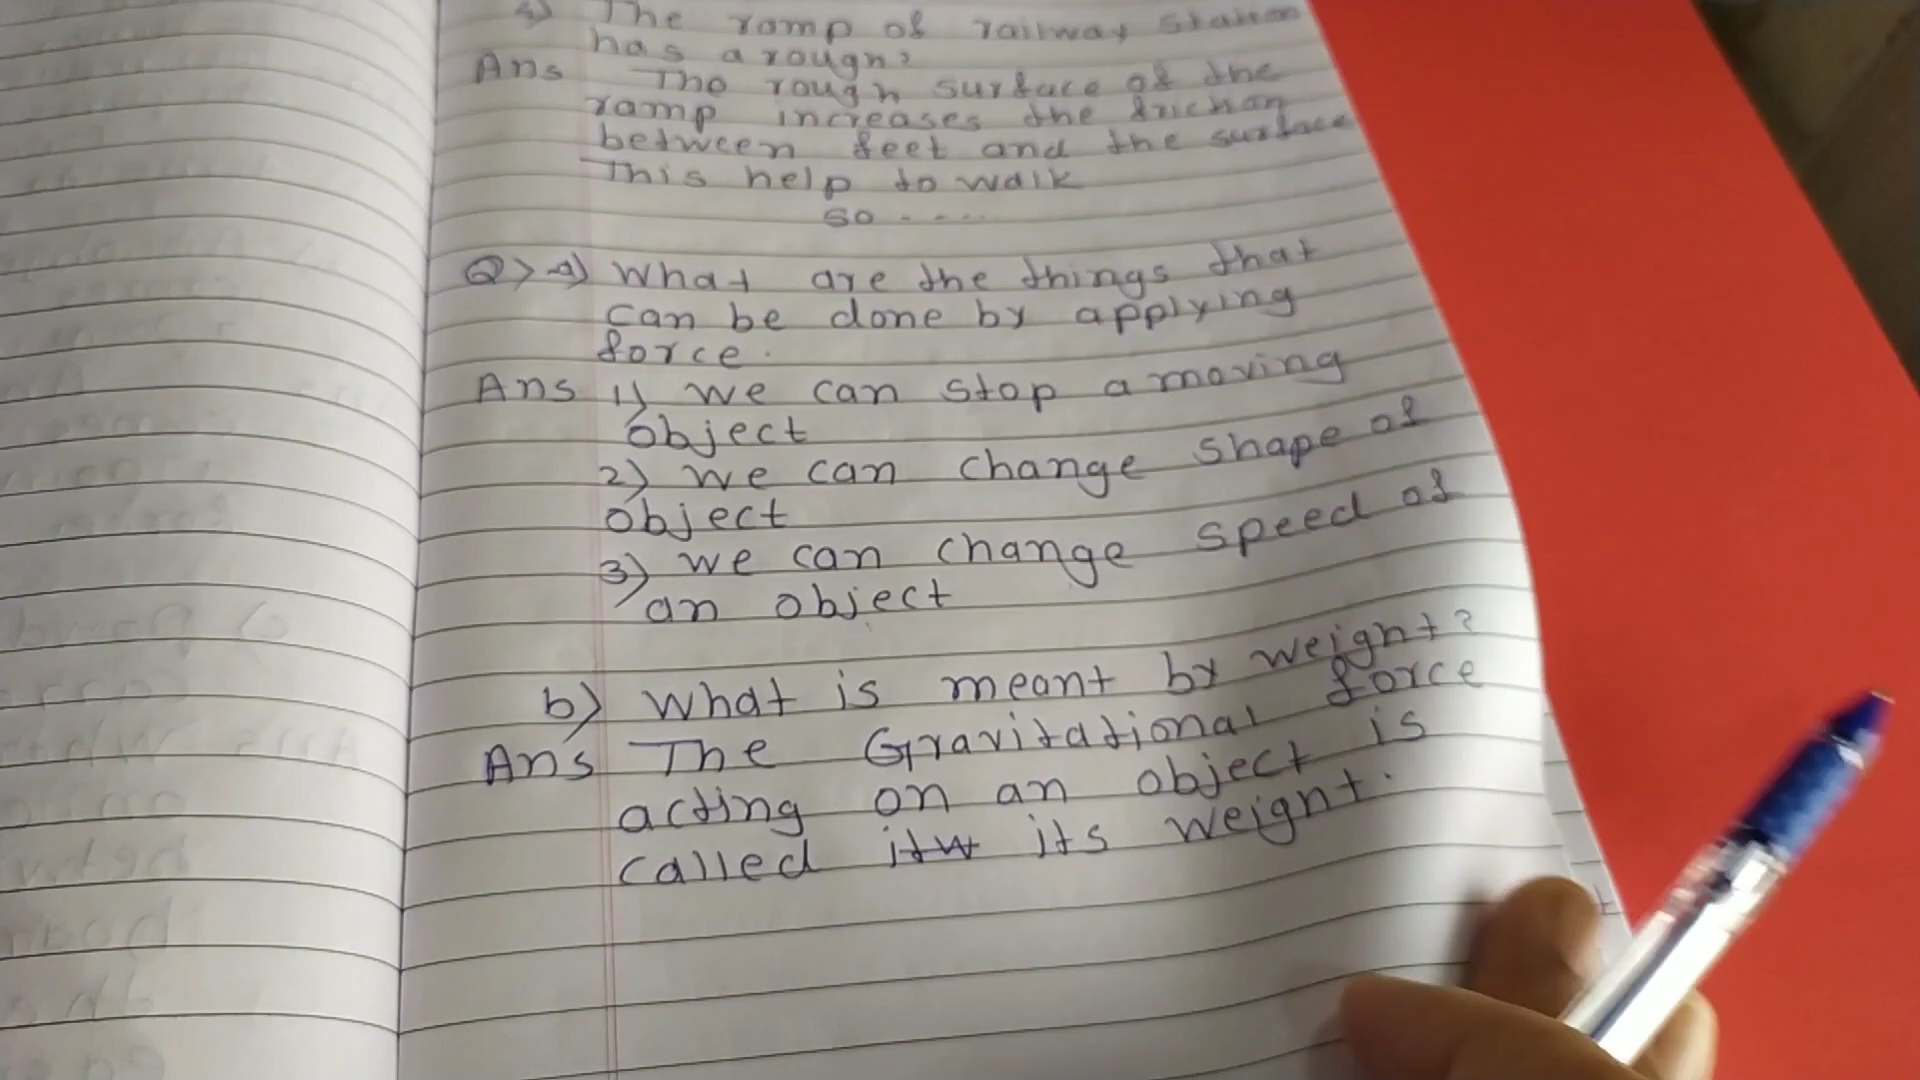 The ramp of railway station
has a rough?
Ans The rough surface of the
ramp increases the friction
between feet and the surface
This help to walk
so - - - - -
Q> a) What are the things that
can be done by applying
force.
Ans 1) we can stop a moving
object
2) we can change shape of
object
3) we can change speed of
an object
b) What is meant by weight?
Ans The Gravitational force
acting on an object is
called itw its weight.